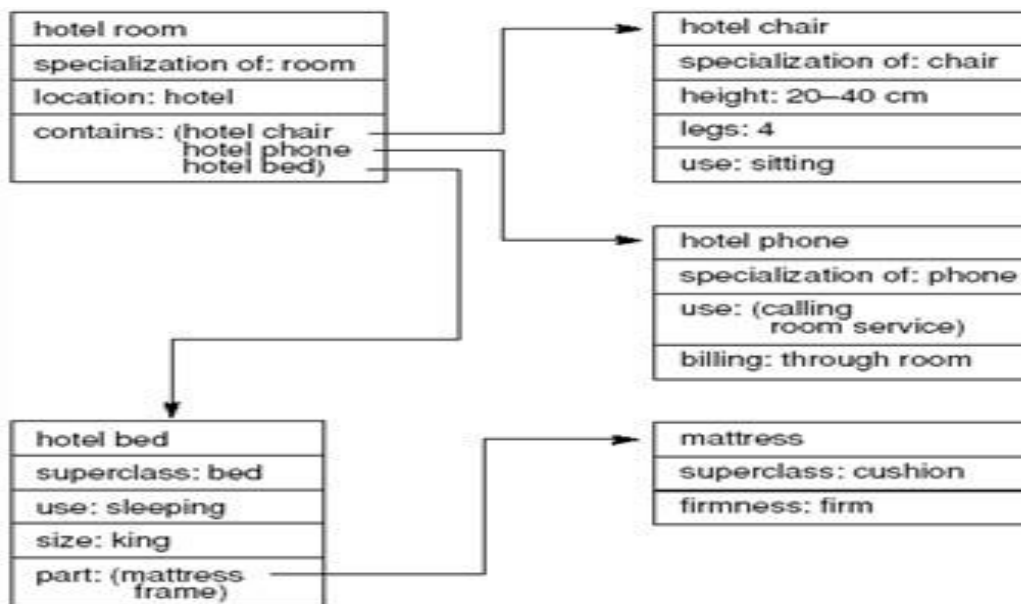 hotel room
specialization of: room
location: hotel
contains: (hotel chair
hotel phone
hotel bed)
hotel chair
specialization of: chair
height: 20–40 cm
legs: 4
use: sitting
hotel phone
specialization of: phone
use: (calling
room service)
billing: through room
hotel bed
superclass: bed
use: sleeping
size: king
part: (mattress
frame)
mattress
superclass: cushion
firmness: firm